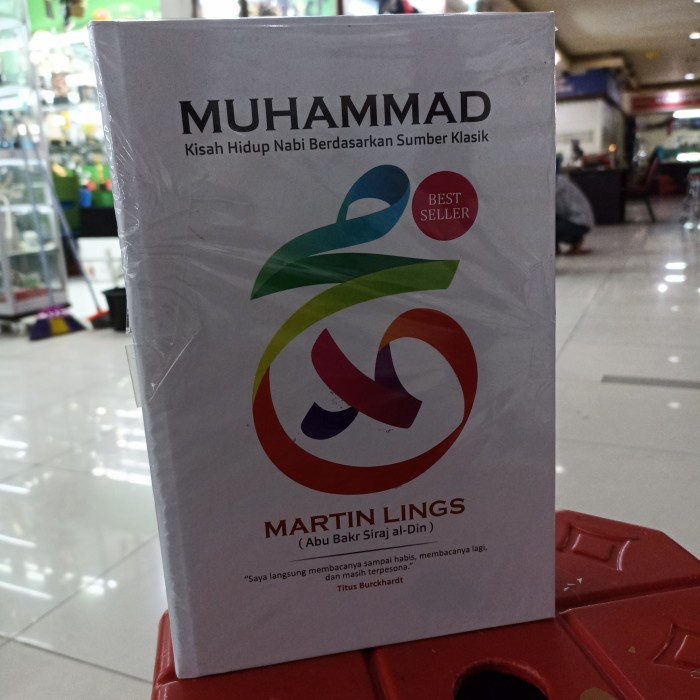 MUHAMMAD
Kisah Hidup Nabi Berdasarkan Sumber Klasik
BEST
SELLER
محمد
MARTIN LINGS
( Abu Bakr Siraj al-Din )
"Saya langsung membacanya sampai habis, membacanya lagi,
dan masih terpesona."
Titus Burckhardt